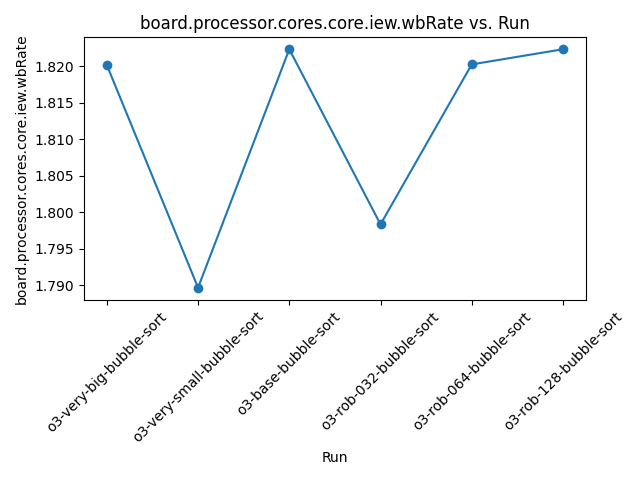 board.processor.cores.core.iew.wbRate vs. Run
board.processor.cores.core.iew.wbRate
1.820
1.815
1.810
1.805
1.800
1.795
1.790
o3-very-big-bubble-sort
o3-very-small-bubble-sort
o3-base-bubble-sort
o3-rob-032-bubble-sort
o3-rob-064-bubble-sort
o3-rob-128-bubble-sort
Run